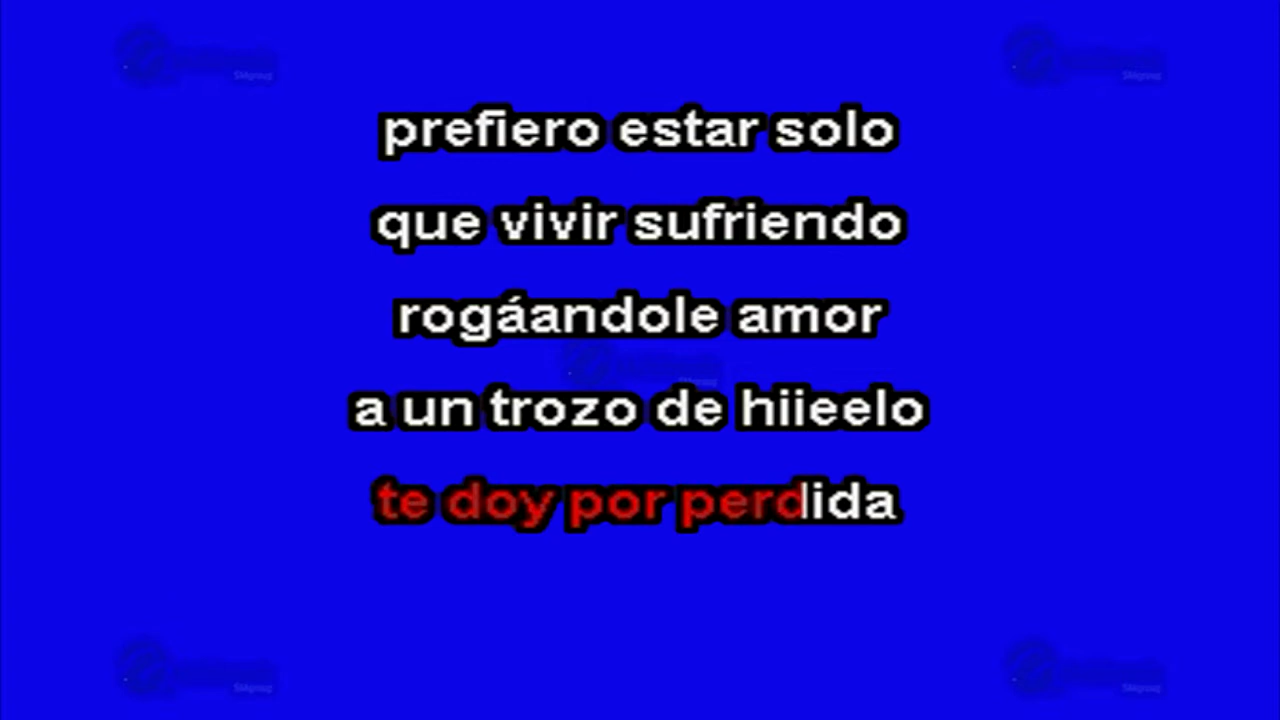 prefiero estar solo
que vivir sufriendo
rogáandole amor
a un trozo de hiieelo
te doy por perdida